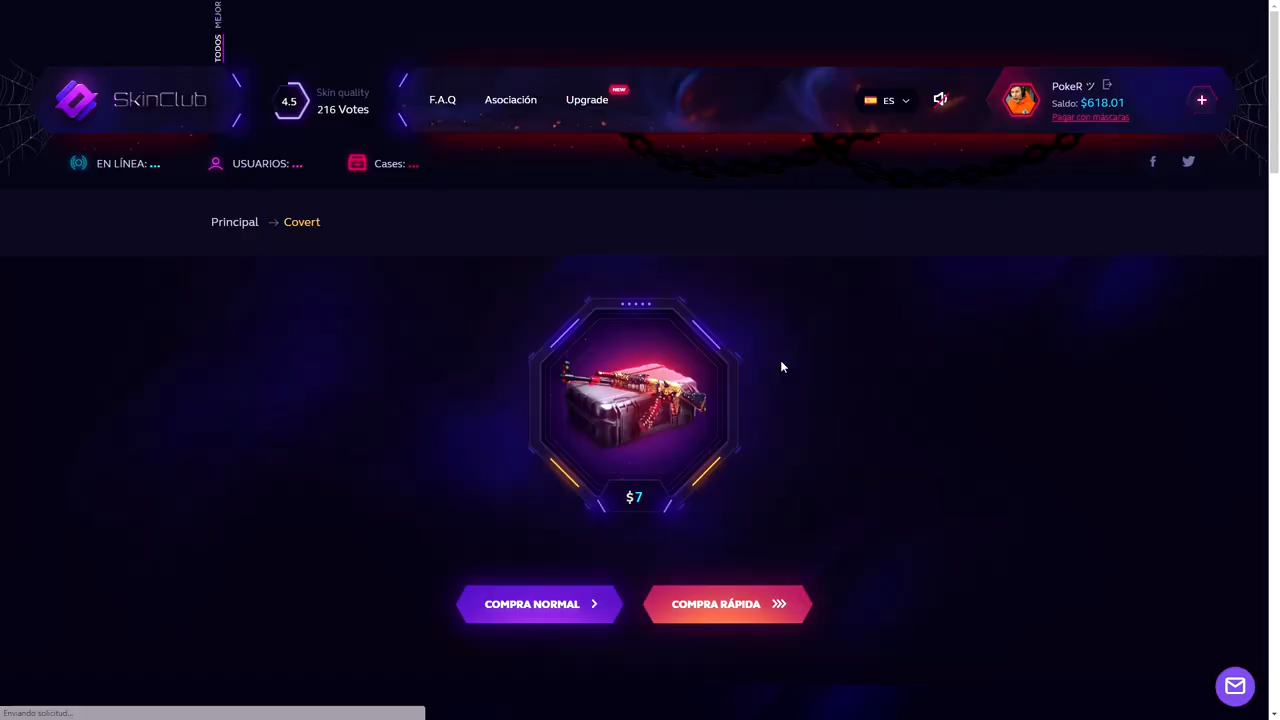 MEJOR
TODOS
SkinClub
4.5
Skin quality
216 Votes
F.A.Q
Asociación
Upgrade
NEW
ES
PokeR ツ
Saldo: $618.01
Pagar con máscaras
+
EN LÍNEA: ...
USUARIOS: ...
Cases: ...
Principal → Covert
$7
COMPRA NORMAL
COMPRA RÁPIDA
Enviando solicitud...